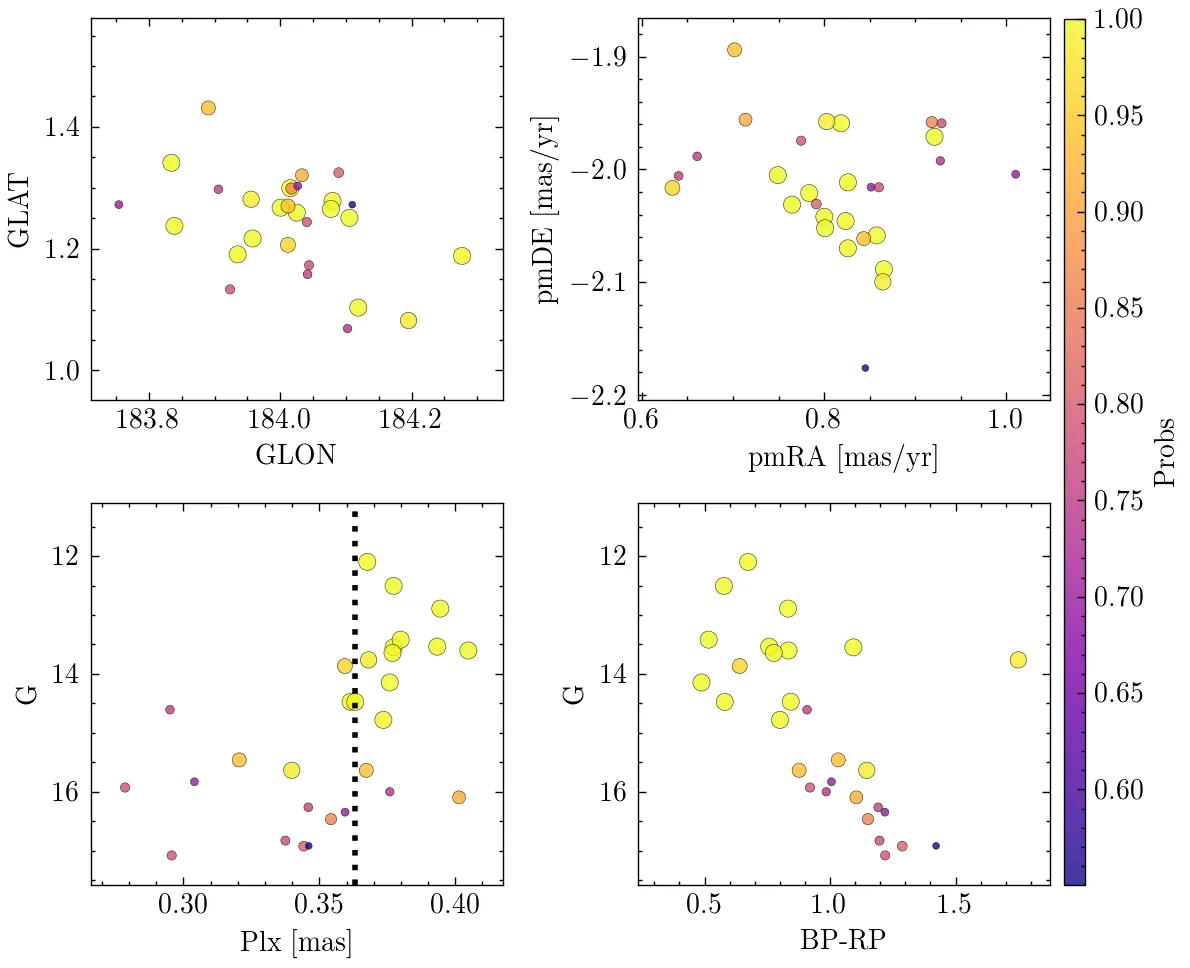 1.4
1.2
1.0
GLAT
183.8 184.0 184.2
GLON
−1.9
−2.0
−2.1
−2.2
pmDE [mas/yr]
0.6 0.8 1.0
pmRA [mas/yr]
12
14
16
G
0.30 0.35 0.40
Plx [mas]
12
14
16
G
0.5 1.0 1.5
BP-RP
1.00
0.95
0.90
0.85
0.80
0.75
0.70
0.65
0.60
Probs